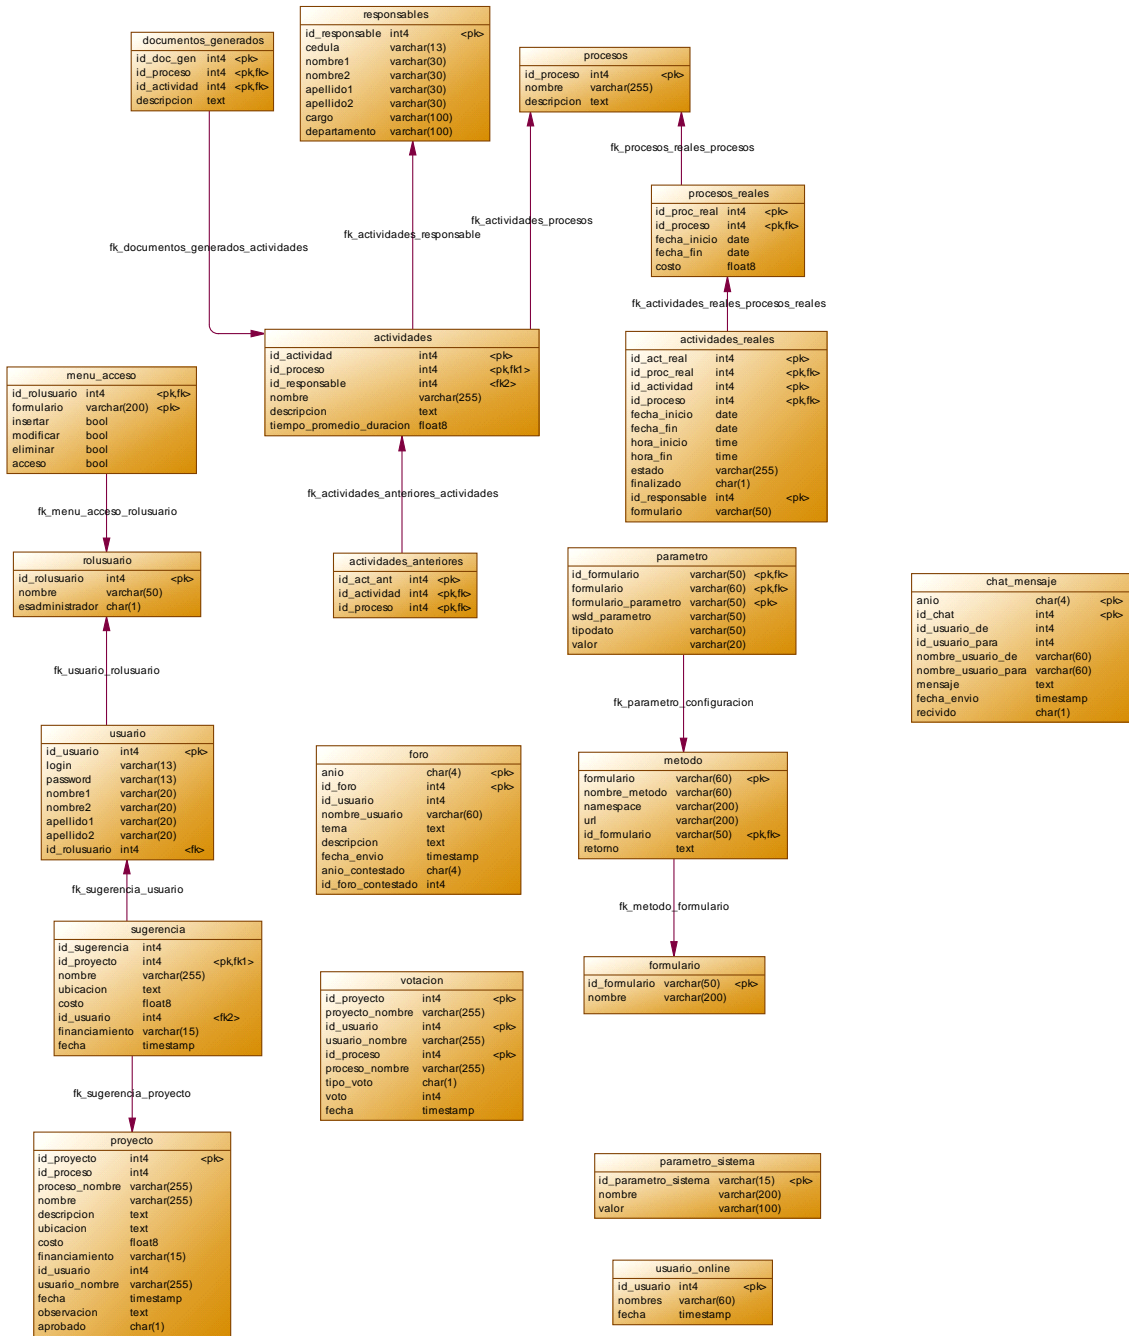 responsables
id_responsable int4 <pk>
cedula varchar(13)
nombre1 varchar(30)
nombre2 varchar(30)
apellido1 varchar(30)
apellido2 varchar(30)
cargo varchar(100)
departamento varchar(100)
documentos_generados
id_doc_gen int4 <pk>
id_proceso int4 <pk,fk>
id_actividad int4 <pk,fk>
descripcion text
procesos
id_proceso int4 <pk>
nombre varchar(255)
descripcion text
fk_procesos_reales_procesos
procesos_reales
id_proc_real int4 <pk>
id_proceso int4 <pk,fk>
fecha_inicio date
fecha_fin date
costo float8
fk_actividades_procesos
fk_actividades_responsable
fk_documentos_generados_actividades
fk_actividades_reales_procesos_reales
actividades
id_actividad int4 <pk>
id_proceso int4 <pk,fk1>
id_responsable int4 <fk2>
nombre varchar(255)
descripcion text
tiempo_promedio_duracion float8
actividades_reales
id_act_real int4 <pk>
id_proc_real int4 <pk,fk>
id_actividad int4 <pk>
id_proceso int4 <pk,fk>
fecha_inicio date
fecha_fin date
hora_inicio time
hora_fin time
estado varchar(255)
finalizado char(1)
id_responsable int4 <pk>
formulario varchar(50)
menu_acceso
id_rolusuario int4 <pk,fk>
formulario varchar(200) <pk>
insertar bool
modificar bool
eliminar bool
acceso bool
fk_actividades_anteriores_actividades
fk_menu_acceso_rolusuario
rolusuario
id_rolusuario int4 <pk>
nombre varchar(50)
esadministrador char(1)
actividades_anteriores
id_act_ant int4 <pk>
id_actividad int4 <pk,fk>
id_proceso int4 <pk,fk>
parametro
id_formulario varchar(50) <pk,fk>
formulario varchar(60) <pk,fk>
formulario_parametro varchar(50) <pk>
wsld_parametro varchar(50)
tipodato varchar(50)
valor varchar(20)
chat_mensaje
anio char(4) <pk>
id_chat int4 <pk>
id_usuario_de int4
id_usuario_para int4
nombre_usuario_de varchar(60)
nombre_usuario_para varchar(60)
mensaje text
fecha_envio timestamp
recivido char(1)
fk_usuario_rolusuario
fk_parametro_configuracion
usuario
id_usuario int4 <pk>
login varchar(13)
password varchar(13)
nombre1 varchar(20)
nombre2 varchar(20)
apellido1 varchar(20)
apellido2 varchar(20)
id_rolusuario int4 <fk>
foro
anio char(4) <pk>
id_foro int4 <pk>
id_usuario int4
nombre_usuario varchar(60)
tema text
descripcion text
fecha_envio timestamp
anio_contestado char(4)
id_foro_contestado int4
metodo
formulario varchar(60) <pk>
nombre_metodo varchar(60)
namespace varchar(200)
url varchar(200)
id_formulario varchar(50) <pk,fk>
retorno text
fk_sugerencia_usuario
fk_metodo_formulario
sugerencia
id_sugerencia int4
id_proyecto int4 <pk,fk1>
nombre varchar(255)
ubicacion text
costo float8
id_usuario int4 <fk2>
financiamiento varchar(15)
fecha timestamp
formulario
id_formulario varchar(50) <pk>
nombre varchar(200)
votacion
id_proyecto int4 <pk>
proyecto_nombre varchar(255)
id_usuario int4 <pk>
usuario_nombre varchar(255)
id_proceso int4 <pk>
proceso_nombre varchar(255)
tipo_voto char(1)
voto int4
fecha timestamp
fk_sugerencia_proyecto
proyecto
id_proyecto int4 <pk>
id_proceso int4
proceso_nombre varchar(255)
nombre varchar(255)
descripcion text
ubicacion text
costo float8
financiamiento varchar(15)
id_usuario int4
usuario_nombre varchar(255)
fecha timestamp
observacion text
aprobado char(1)
parametro_sistema
id_parametro_sistema varchar(15) <pk>
nombre varchar(200)
valor varchar(100)
usuario_online
id_usuario int4 <pk>
nombres varchar(60)
fecha timestamp